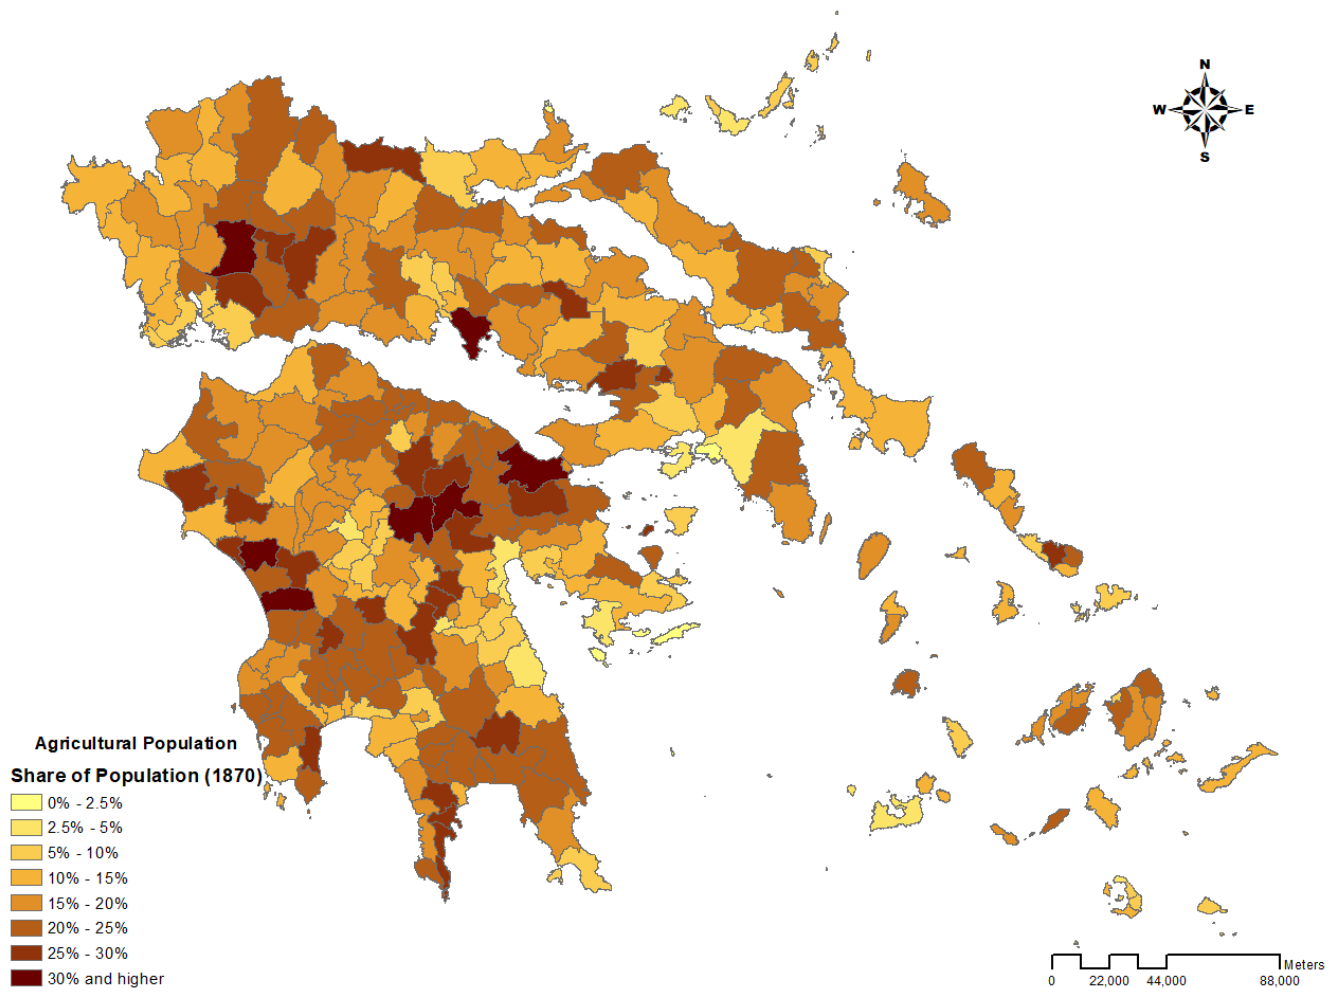 N
W E
S
Agricultural Population
Share of Population (1870)
0% - 2.5%
2.5% - 5%
5% - 10%
10% - 15%
15% - 20%
20% - 25%
25% - 30%
30% and higher
Meters
0 22,000 44,000 88,000